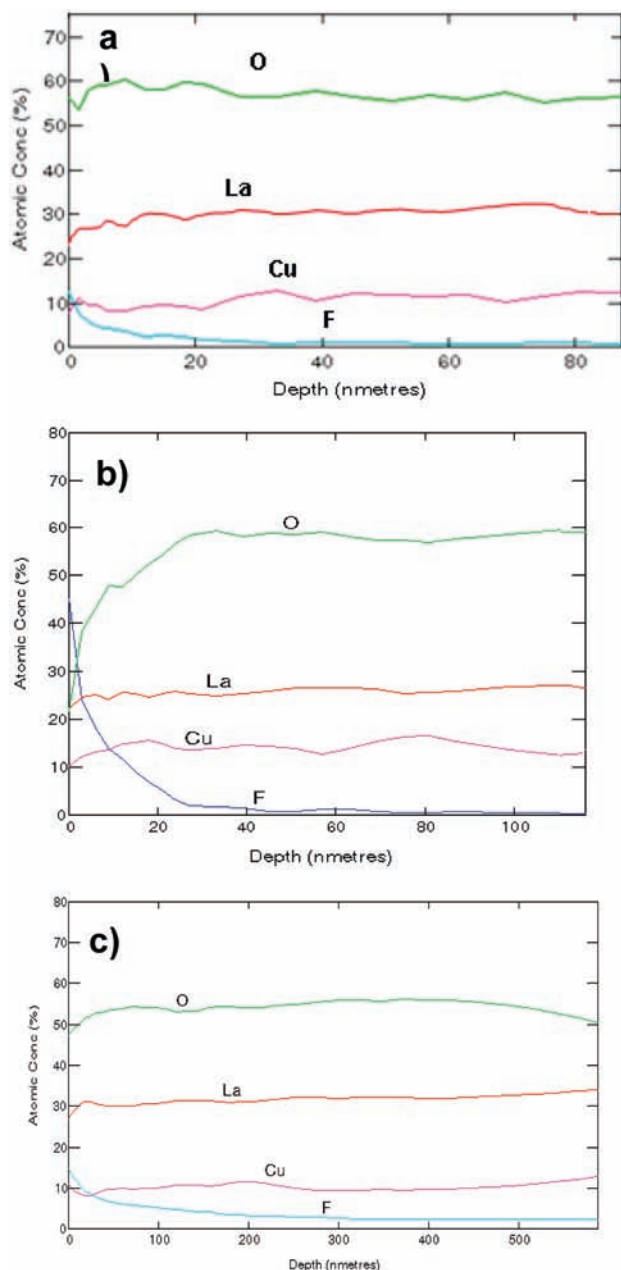 a
)
70
60
50
40
30
20
10
0
Atomic Conc (%)
O
La
Cu
F
0 20 40 60 80
Depth (nmetres)
b)
80
70
60
50
40
30
20
10
0
Atomic Conc (%)
O
La
Cu
F
0 20 40 60 80 100
Depth (nmetres)
c)
80
70
60
50
40
30
20
10
0
Atomic Conc (%)
O
La
Cu
F
0 100 200 300 400 500
Depth (nmetres)